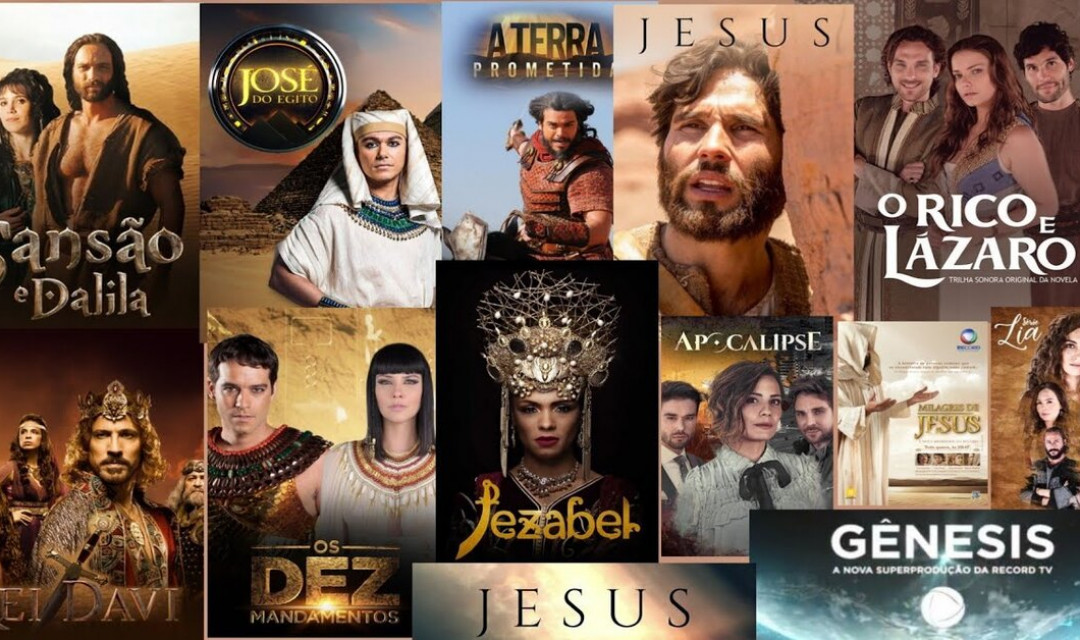 Sansão
e Dalila
JOSÉ
DO EGITO
A TERRA
PROMETIDA
JESUS
O RICO E
LÁZARO
TRILHA SONORA ORIGINAL DA NOVELA
REI DAVI
OS
DEZ
MANDAMENTOS
Jezabel
APOCALIPSE
MILAGRES DE
JESUS
Série
Lia
JESUS
GÊNESIS
A NOVA SUPERPRODUÇÃO DA RECORD TV